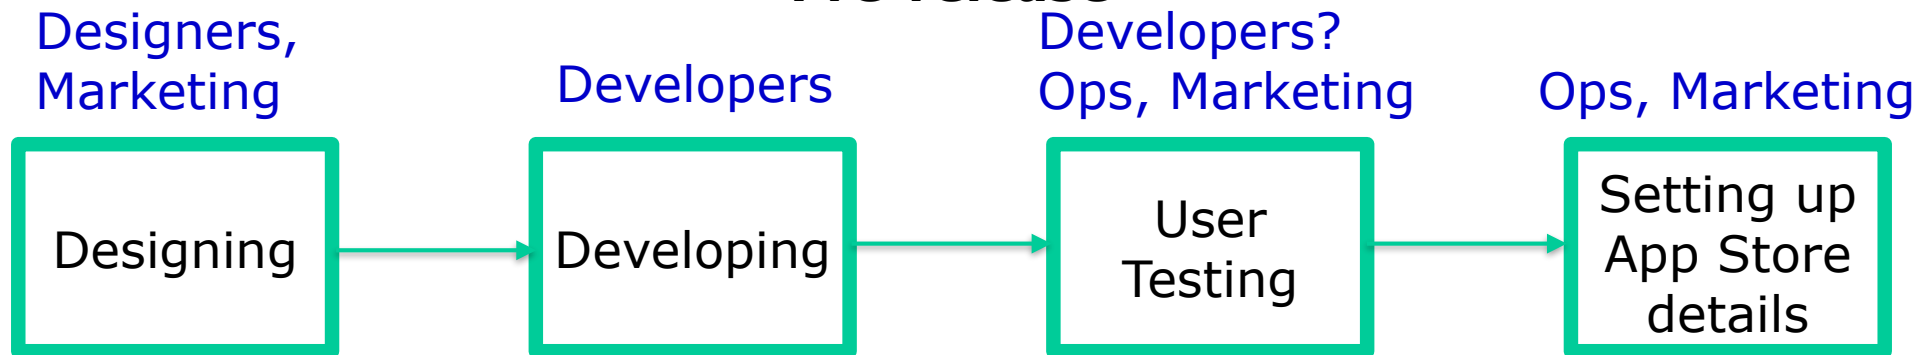 Designers,
Marketing
Developers
Developers?
Ops, Marketing
Ops, Marketing
Designing
Developing
User
Testing
Setting up
App Store
details